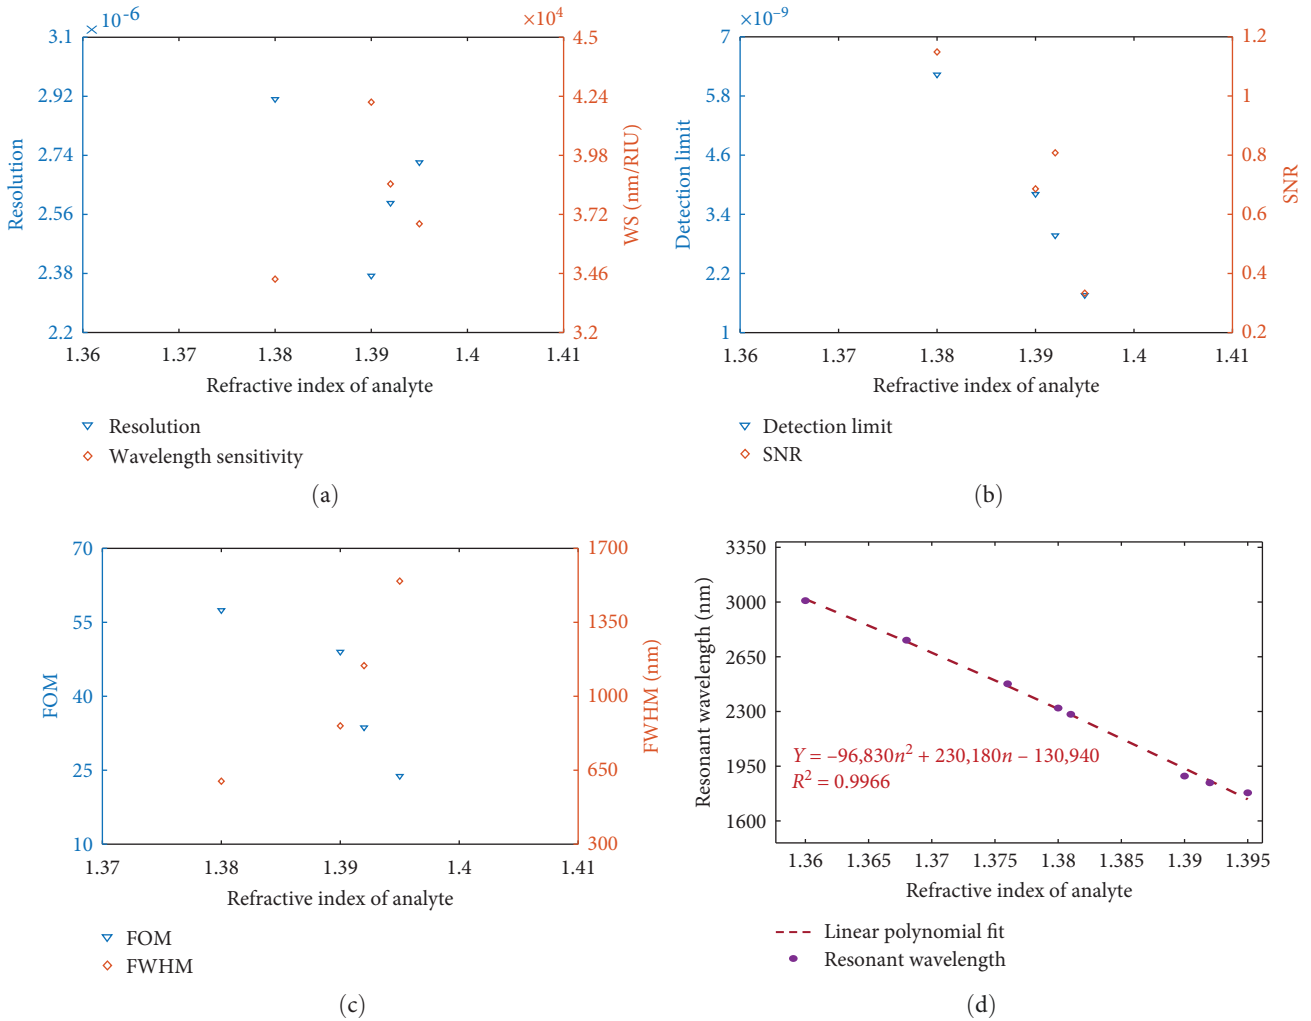 ×10⁻⁶
×10⁴
3.1
2.92
2.74
2.56
2.38
2.2
Resolution
4.5
4.24
3.98
3.72
3.46
3.2
WS (nm/RIU)
1.36 1.37 1.38 1.39 1.4 1.41
Refractive index of analyte
Resolution
Wavelength sensitivity
(a)
×10⁻⁹
7
5.8
4.6
3.4
2.2
1
Detection limit
1.2
1
0.8
0.6
0.4
0.2
SNR
1.36 1.37 1.38 1.39 1.4 1.41
Refractive index of analyte
Detection limit
SNR
(b)
70
55
40
25
10
FOM
1700
1350
1000
650
300
FWHM (nm)
1.37 1.38 1.39 1.4 1.41
Refractive index of analyte
FOM
FWHM
(c)
3350
3000
2650
2300
1950
1600
Resonant wavelength (nm)
Y = –96,830n² + 230,180n – 130,940
R² = 0.9966
1.36 1.365 1.37 1.375 1.38 1.385 1.39 1.395
Refractive index of analyte
Linear polynomial fit
Resonant wavelength
(d)